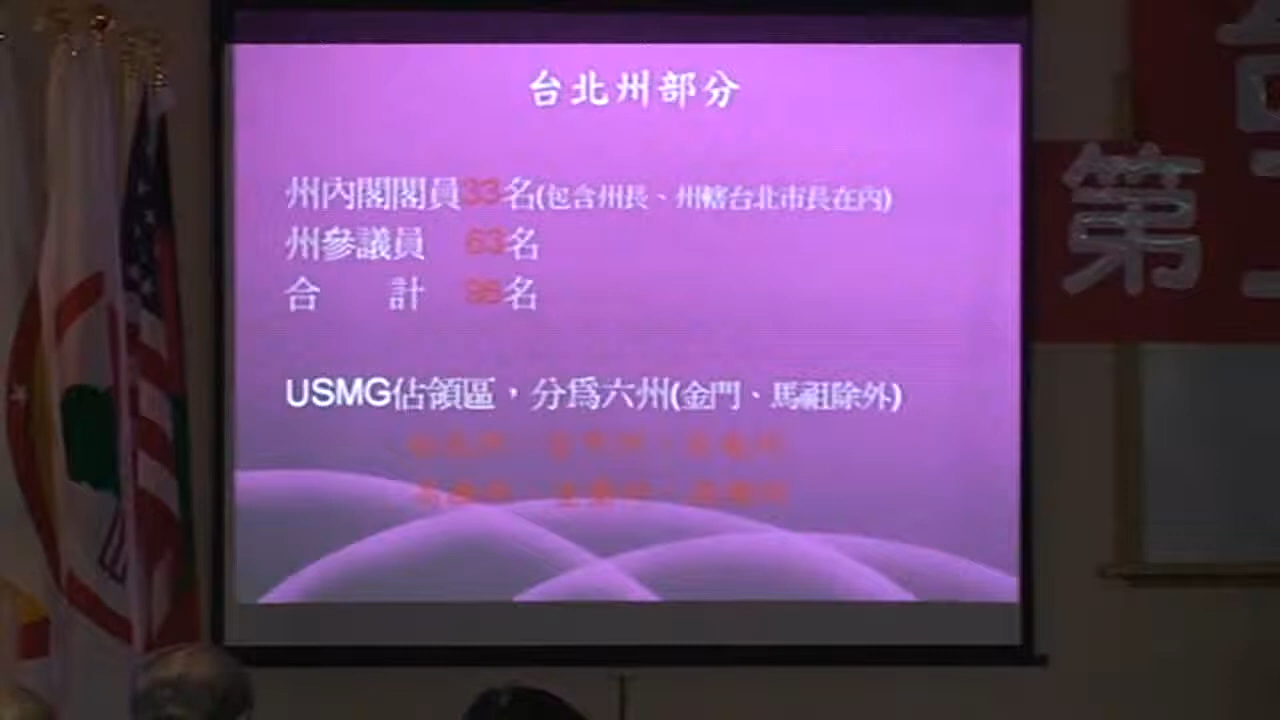 台北州部分
州內閣閣員33名(包含州長、州轄台北市長在內)
州參議員 63名
合 計 96名
USMG佔領區，分為六州(金門、馬祖除外)
第